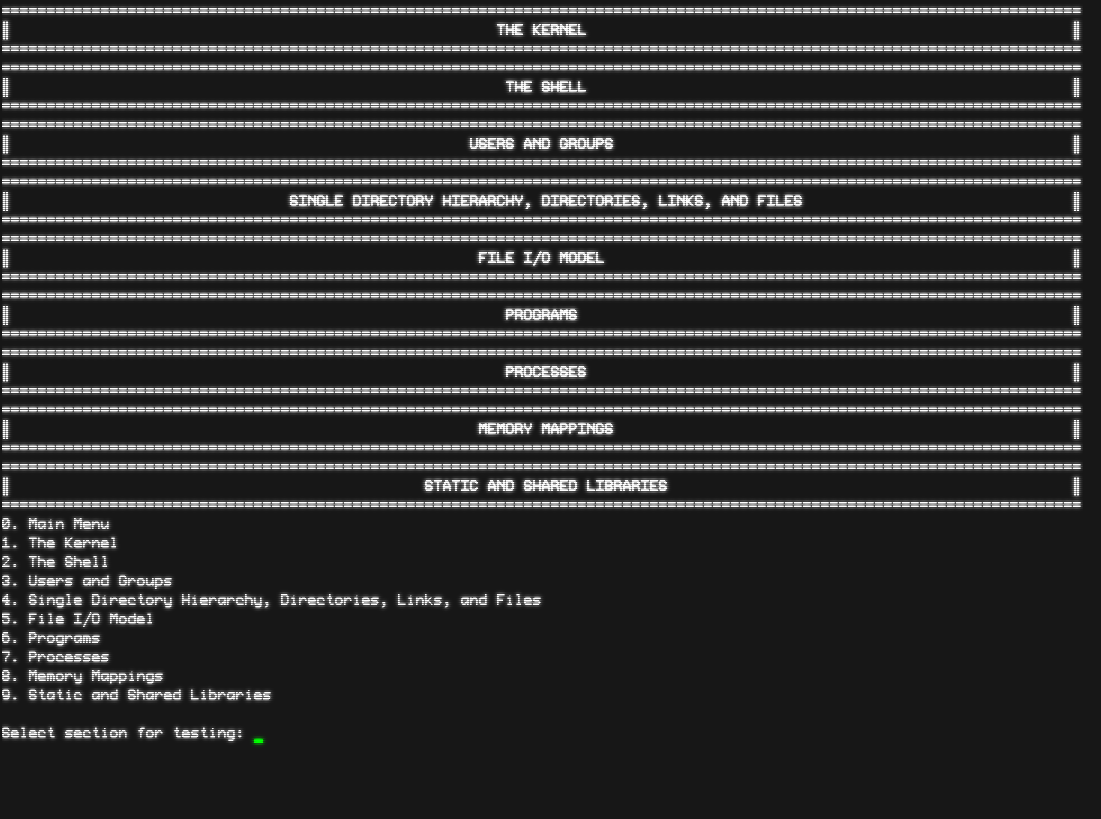 THE KERNEL
THE SHELL
USERS AND GROUPS
SINGLE DIRECTORY HIERARCHY, DIRECTORIES, LINKS, AND FILES
FILE I/O MODEL
PROGRAMS
PROCESSES
MEMORY MAPPINGS
STATIC AND SHARED LIBRARIES
0. Main Menu
1. The Kernel
2. The Shell
3. Users and Groups
4. Single Directory Hierarchy, Directories, Links, and Files
5. File I/O Model
6. Programs
7. Processes
8. Memory Mappings
9. Static and Shared Libraries
Select section for testing: